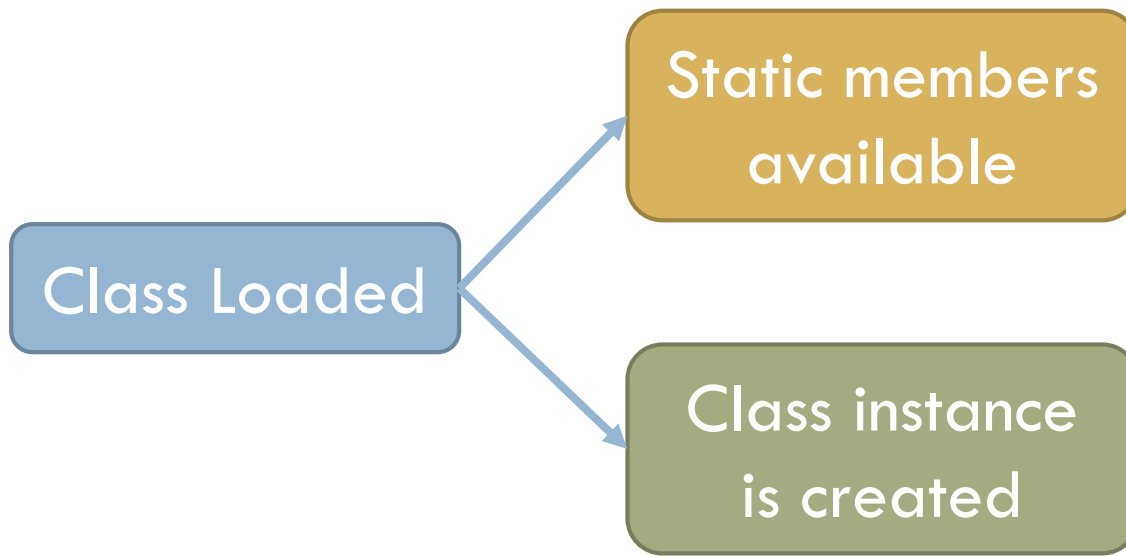 Static members
available
Class Loaded
Class instance
is created